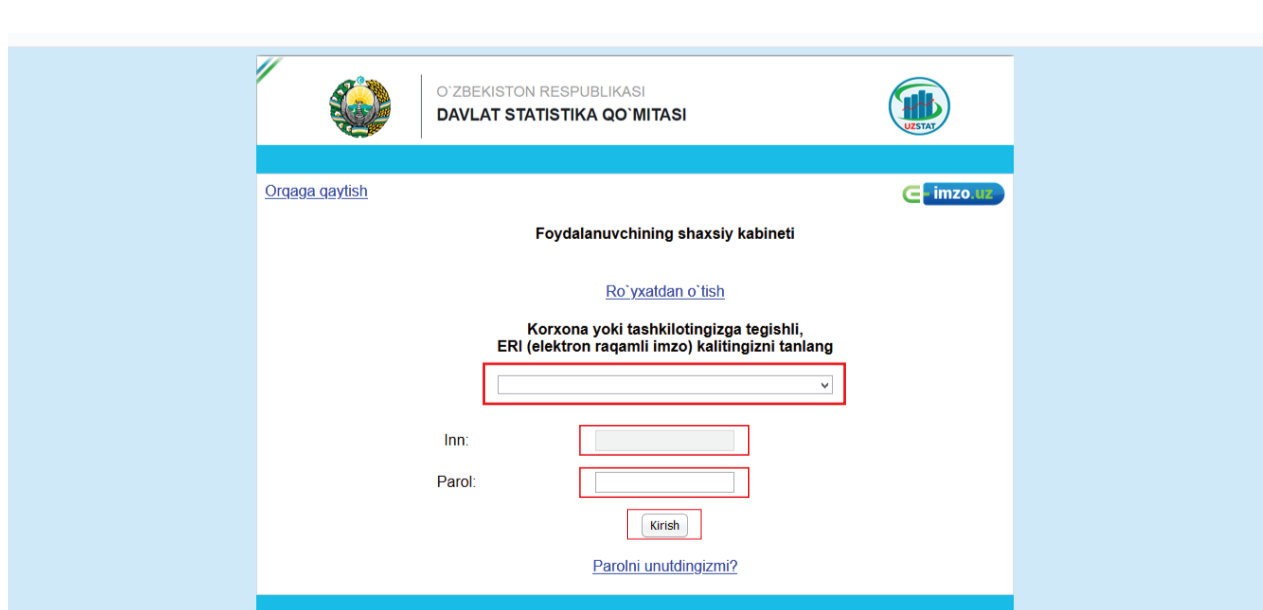 O`ZBEKISTON RESPUBLIKASI
DAVLAT STATISTIKA QO`MITASI
UZSTAT
Orqaga qaytish
e-imzo.uz
Foydalanuvchining shaxsiy kabineti
Ro`yxatdan o`tish
Korxona yoki tashkilotingizga tegishli,
ERI (elektron raqamli imzo) kalitingizni tanlang
Inn:
Parol:
Kirish
Parolni unutdingizmi?